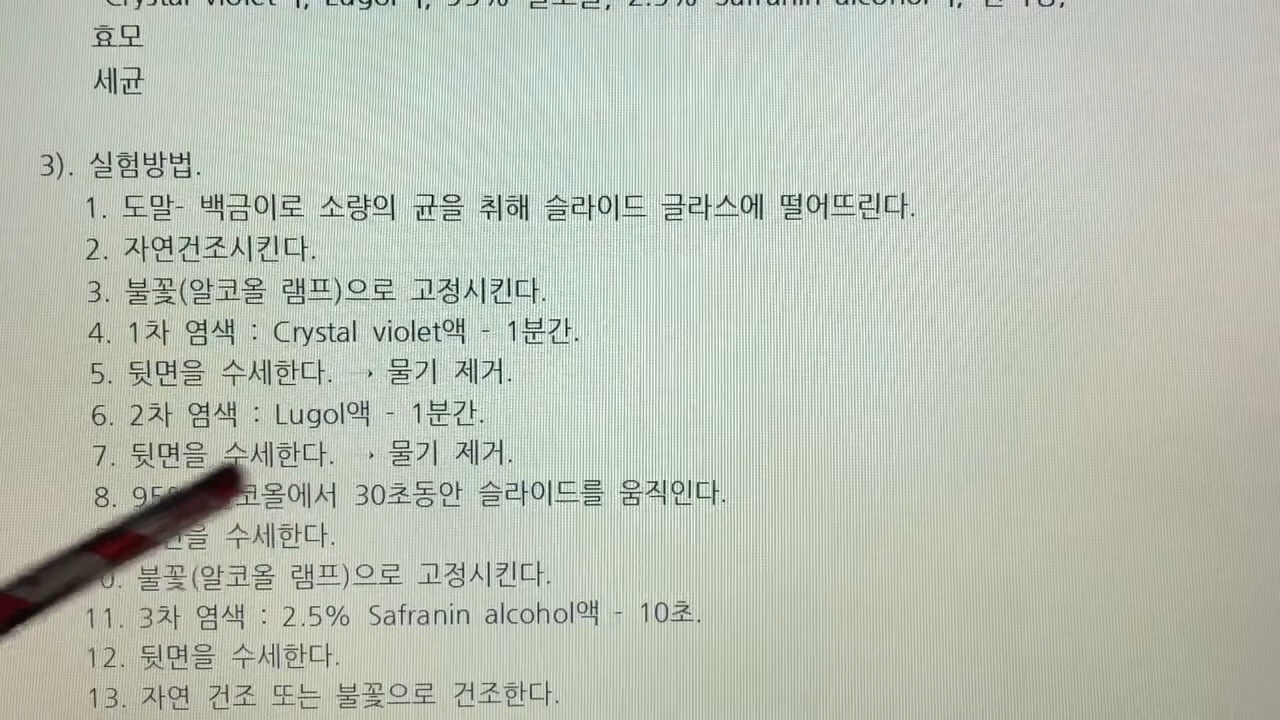 Crystal violet
효모
세균
3). 실험방법.
1. 도말- 백금이로 소량의 균을 취해 슬라이드 글라스에 떨어뜨린다.
2. 자연건조시킨다.
3. 불꽃(알코올 램프)으로 고정시킨다.
4. 1차 염색 : Crystal violet액 - 1분간.
5. 뒷면을 수세한다. → 물기 제거.
6. 2차 염색 : Lugol액 - 1분간.
7. 뒷면을 수세한다. → 물기 제거.
8. 30초동안 슬라이드를 움직인다.
수세한다.
불꽃(알코올 램프)으로 고정시킨다.
11. 3차 염색 : 2.5% Safranin alcohol액 - 10초.
12. 뒷면을 수세한다.
13. 자연 건조 또는 불꽃으로 건조한다.